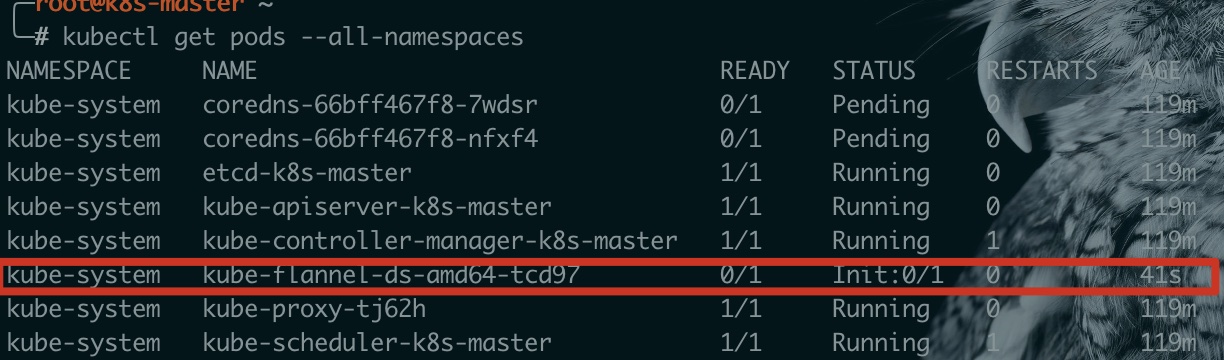 root@k8s-master ~
# kubectl get pods --all-namespaces
NAMESPACE NAME READY STATUS RESTARTS AGE
kube-system coredns-66bff467f8-7wdsr 0/1 Pending 0 119m
kube-system coredns-66bff467f8-nfxf4 0/1 Pending 0 119m
kube-system etcd-k8s-master 1/1 Running 0 119m
kube-system kube-apiserver-k8s-master 1/1 Running 0 119m
kube-system kube-controller-manager-k8s-master 1/1 Running 1 119m
kube-system kube-flannel-ds-amd64-tcd97 0/1 Init:0/1 0 41s
kube-system kube-proxy-tj62h 1/1 Running 0 119m
kube-system kube-scheduler-k8s-master 1/1 Running 1 119m